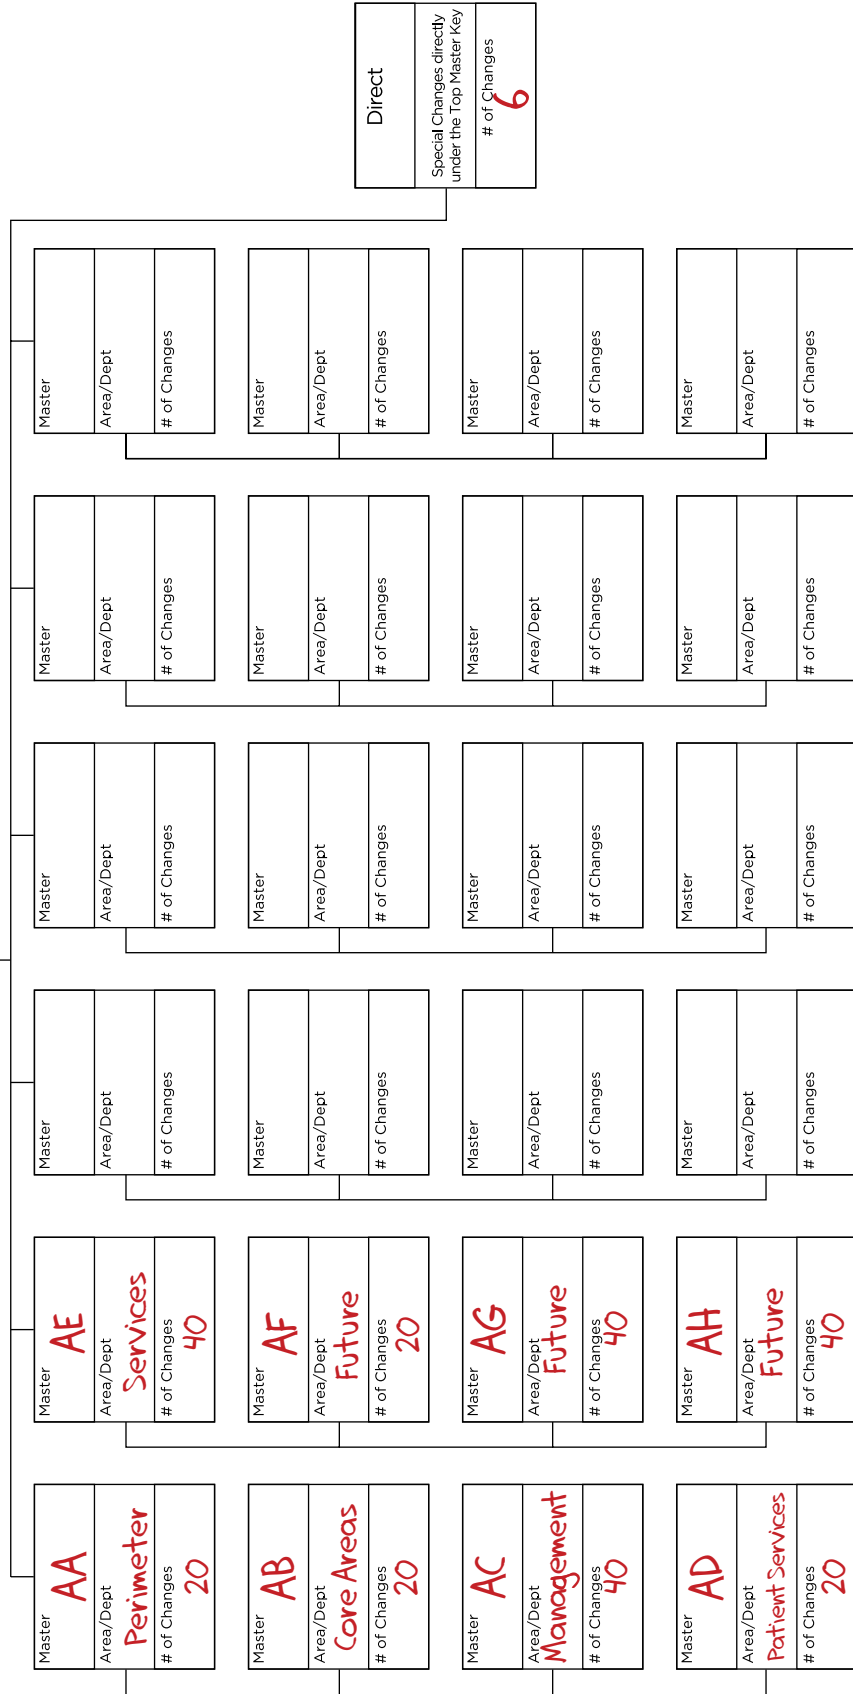 Master AA
Area/Dept
Perimeter
# of Changes
20
Master AB
Area/Dept
Core Areas
# of Changes
20
Master AC
Area/Dept
Management
# of Changes
40
Master AD
Area/Dept
Patient Services
# of Changes
20
Master AE
Area/Dept
Services
# of Changes
40
Master AF
Area/Dept
Future
# of Changes
20
Master AG
Area/Dept
Future
# of Changes
40
Master AH
Area/Dept
Future
# of Changes
40
Master
Area/Dept
# of Changes
Master
Area/Dept
# of Changes
Master
Area/Dept
# of Changes
Master
Area/Dept
# of Changes
Master
Area/Dept
# of Changes
Master
Area/Dept
# of Changes
Master
Area/Dept
# of Changes
Master
Area/Dept
# of Changes
Master
Area/Dept
# of Changes
Master
Area/Dept
# of Changes
Master
Area/Dept
# of Changes
Master
Area/Dept
# of Changes
Master
Area/Dept
# of Changes
Master
Area/Dept
# of Changes
Master
Area/Dept
# of Changes
Master
Area/Dept
# of Changes
Direct
Special Changes directly
under the Top Master Key
# of Changes
6